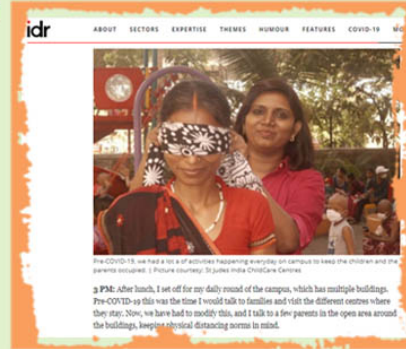 idr
ABOUT SECTORS EXPERTISE THEMES HUMOUR FEATURES COVID-19
Pre-COVID-19, we had a lot of activities happening everyday on campus to keep the children and the
parents occupied. | Picture courtesy: St Judes India ChildCare Centres
3 PM: After lunch, I set off for my daily round of the campus, which has multiple buildings.
Pre-COVID-19 this was the time I would talk to families and visit the different centres where
they stay. Now, we have had to modify this, and I talk to a few parents in the open area around
the buildings, keeping physical distancing norms in mind.